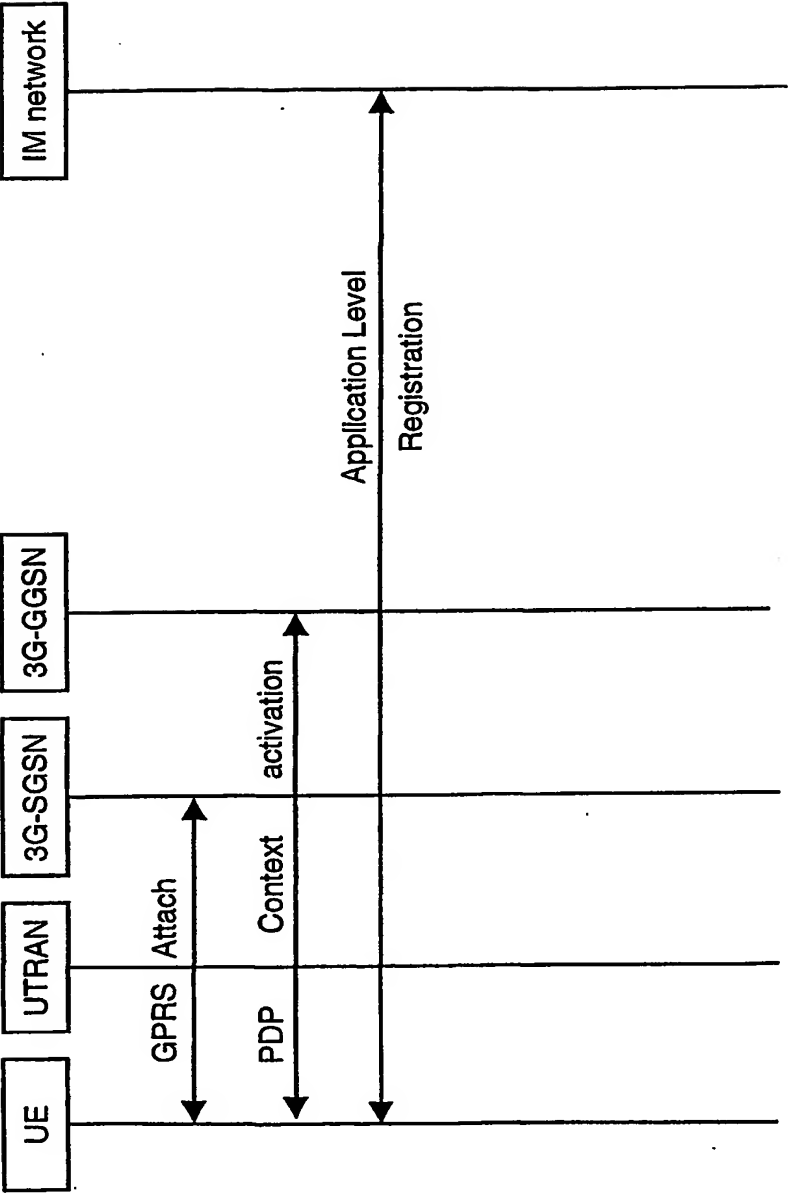 UE
UTRAN
3G-SGSN
3G-GGSN
IM network
GPRS Attach
PDP Context activation
Application Level
Registration